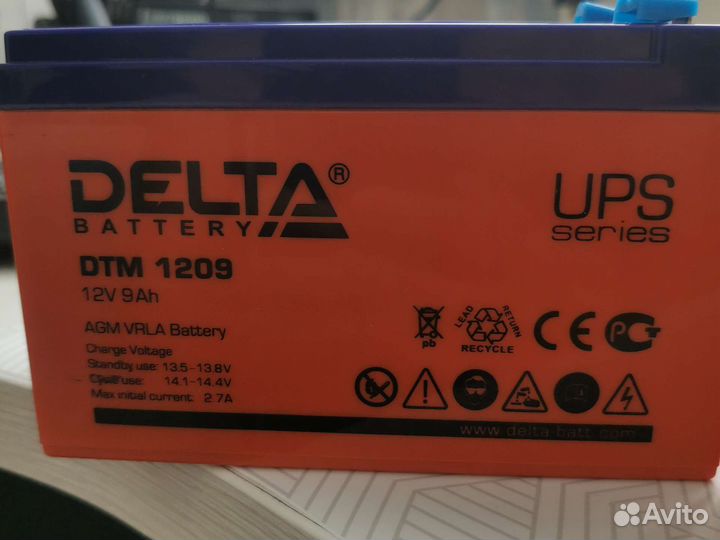 DELTA®
BATTERY
UPS
series
DTM 1209
12V 9Ah
AGM VRLA Battery
Charge Voltage
Standby use: 13.5-13.8V
use: 14.1-14.4V
Max initial current: 2.7A
Pb
LEAD RETURN
RECYCLE
CE
РСТ
www.delta-batt.com
Avito